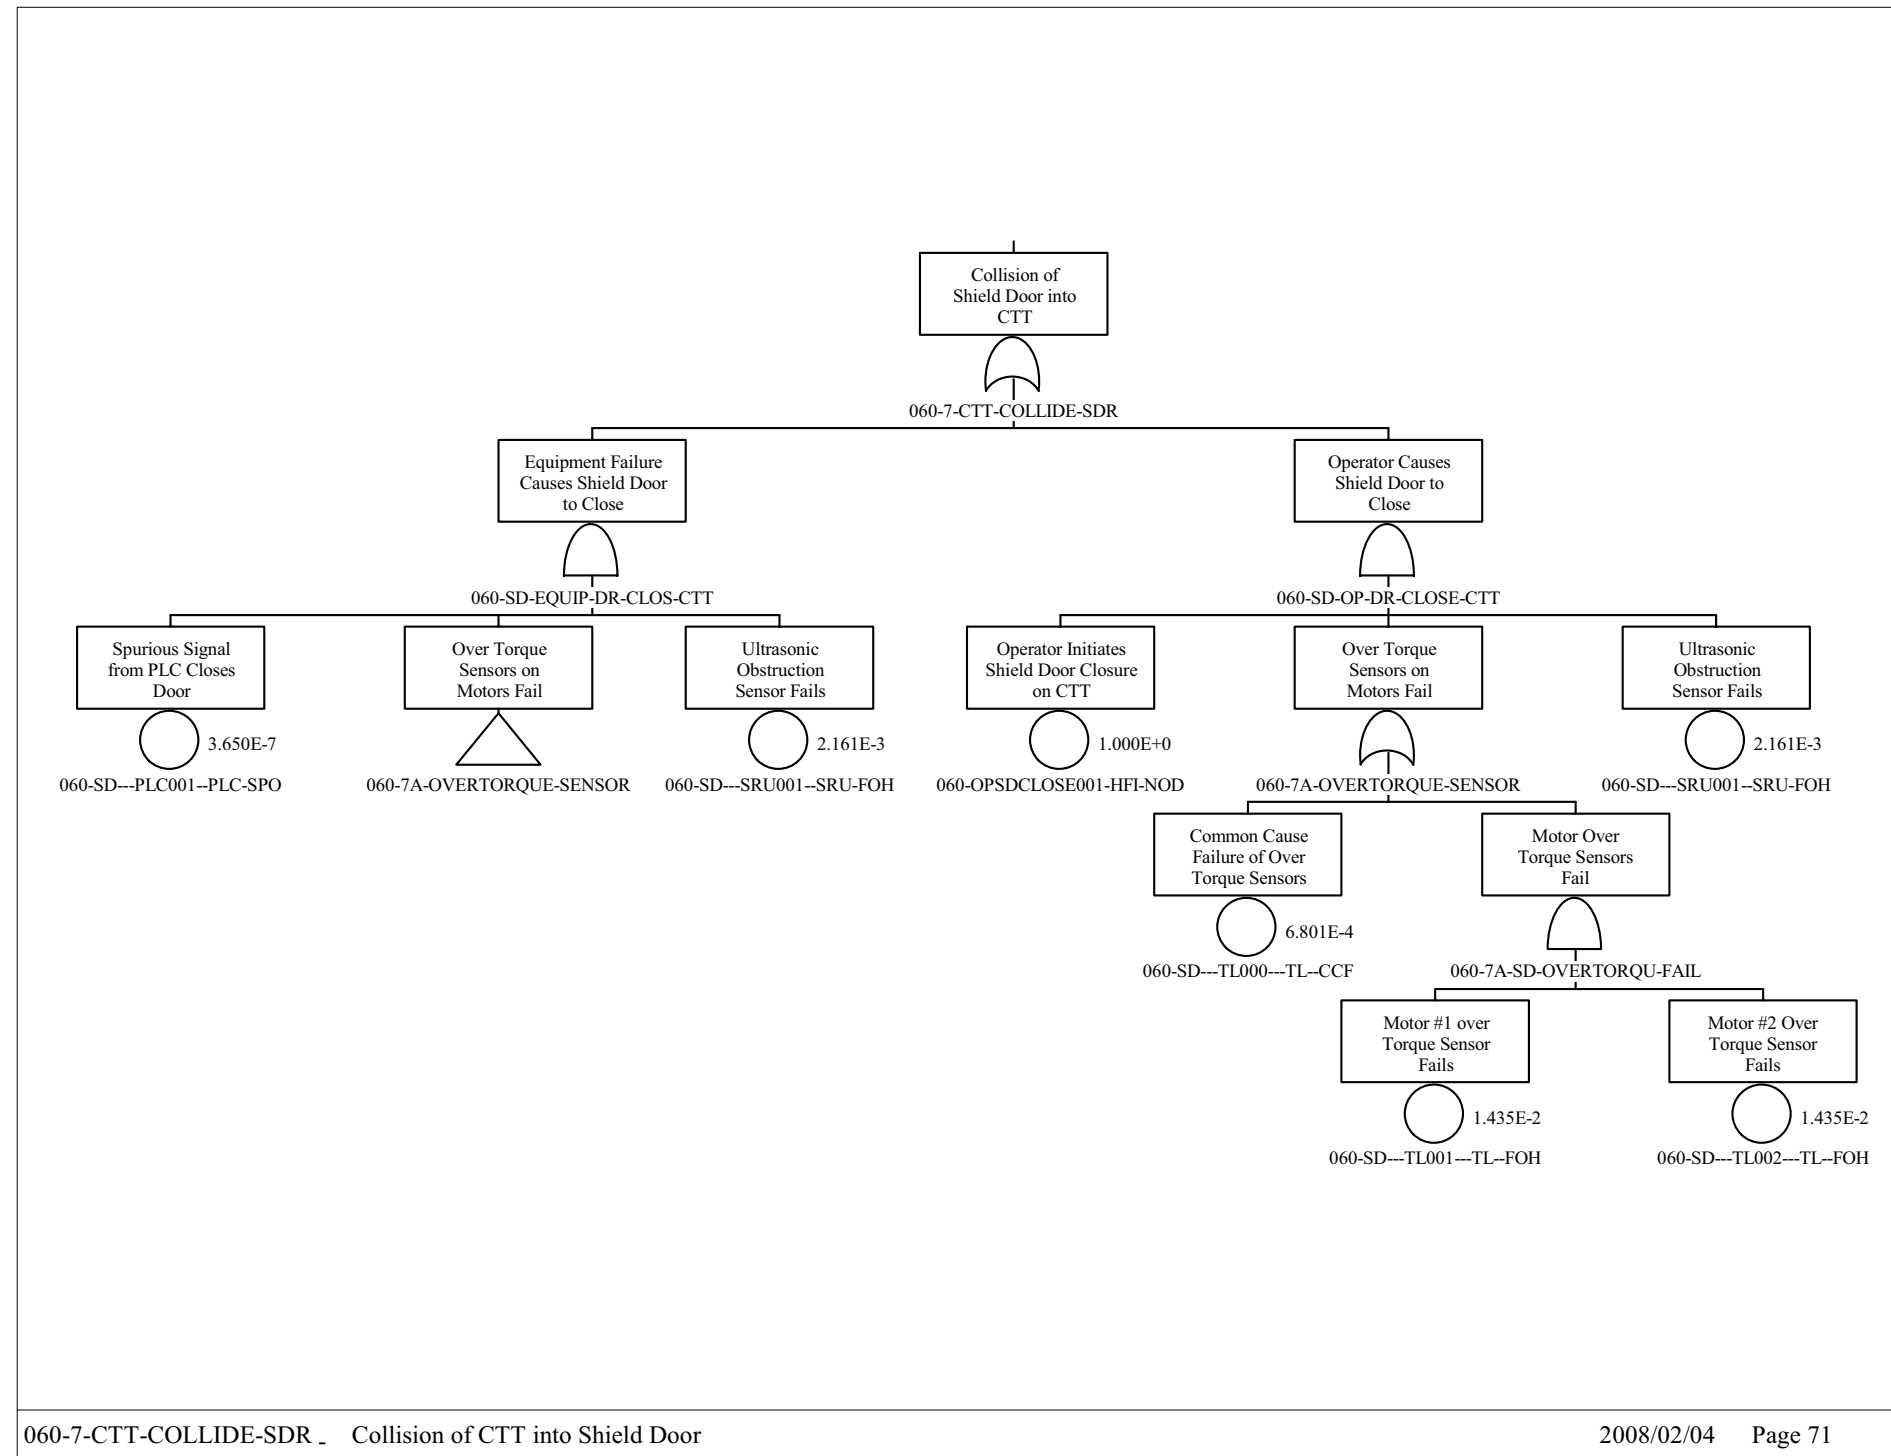 Collision of
Shield Door into
CTT
060-7-CTT-COLLIDE-SDR
Equipment Failure
Causes Shield Door
to Close
060-SD-EQUIP-DR-CLOS-CTT
Operator Causes
Shield Door to
Close
060-SD-OP-DR-CLOSE-CTT
Spurious Signal
from PLC Closes
Door
3.650E-7
060-SD---PLC001--PLC-SPO
Over Torque
Sensors on
Motors Fail
060-7A-OVERTORQUE-SENSOR
Ultrasonic
Obstruction
Sensor Fails
2.161E-3
060-SD---SRU001--SRU-FOH
Operator Initiates
Shield Door Closure
on CTT
1.000E+0
060-OPSDCLOSE001-HFI-NOD
Over Torque
Sensors on
Motors Fail
060-7A-OVERTORQUE-SENSOR
Ultrasonic
Obstruction
Sensor Fails
2.161E-3
060-SD---SRU001--SRU-FOH
Common Cause
Failure of Over
Torque Sensors
6.801E-4
060-SD---TL000---TL--CCF
Motor Over
Torque Sensors
Fail
060-7A-SD-OVERTORQU-FAIL
Motor #1 over
Torque Sensor
Fails
1.435E-2
060-SD---TL001---TL--FOH
Motor #2 Over
Torque Sensor
Fails
1.435E-2
060-SD---TL002---TL--FOH
060-7-CTT-COLLIDE-SDR - Collision of CTT into Shield Door 2008/02/04 Page 71